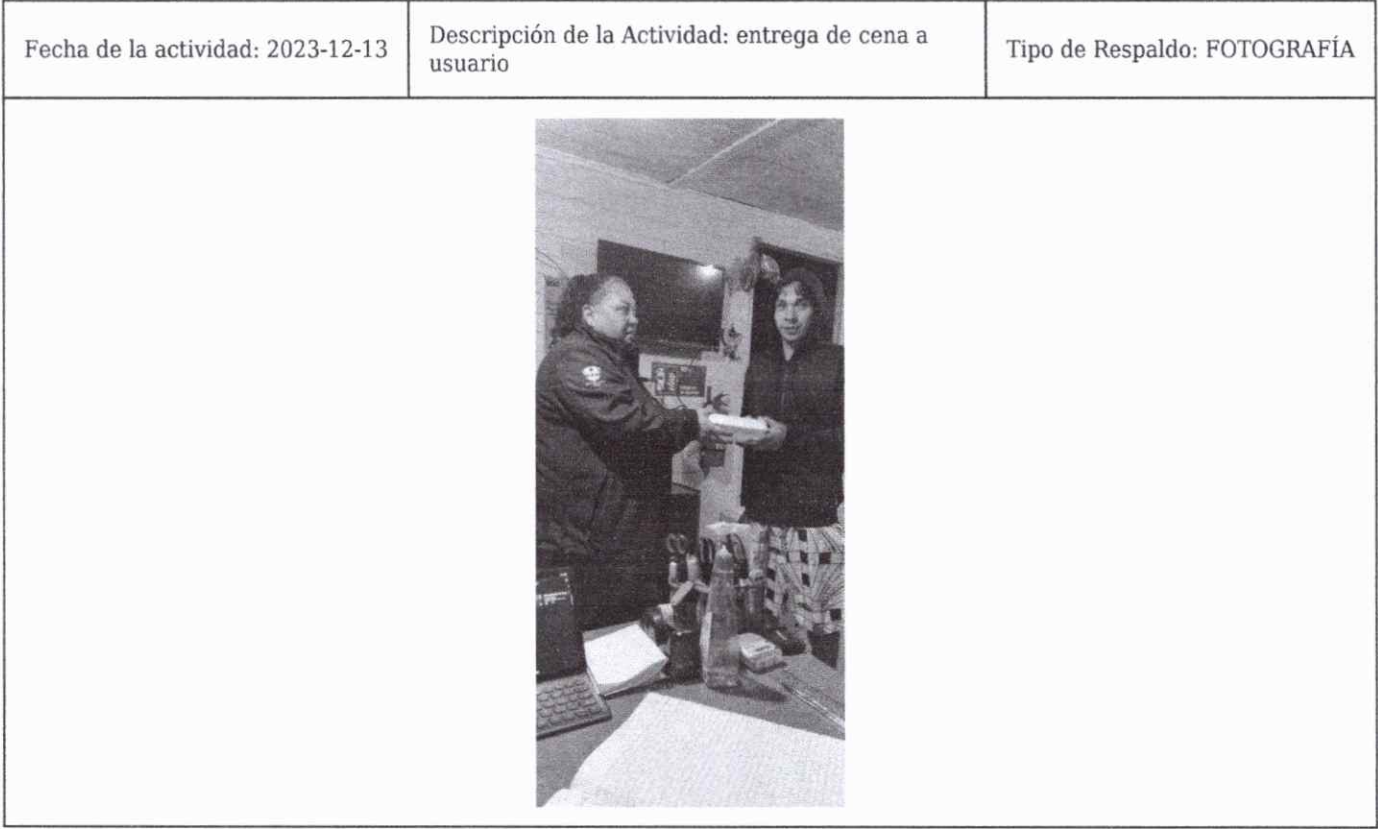 Fecha de la actividad: 2023-12-13
Descripción de la Actividad: entrega de cena a
usuario
Tipo de Respaldo: FOTOGRAFÍA